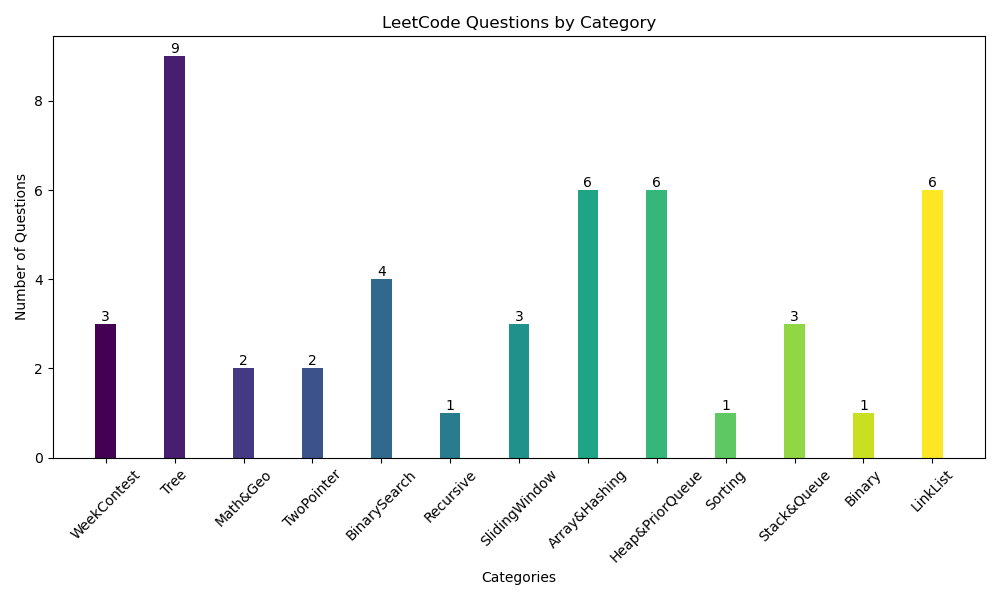 LeetCode Questions by Category
Number of Questions
8
6
4
2
0
3
9
2
2
4
1
3
6
6
1
3
1
6
WeekContest
Tree
Math&Geo
TwoPointer
BinarySearch
Recursive
SlidingWindow
Array&Hashing
Heap&PriorQueue
Sorting
Stack&Queue
Binary
LinkList
Categories